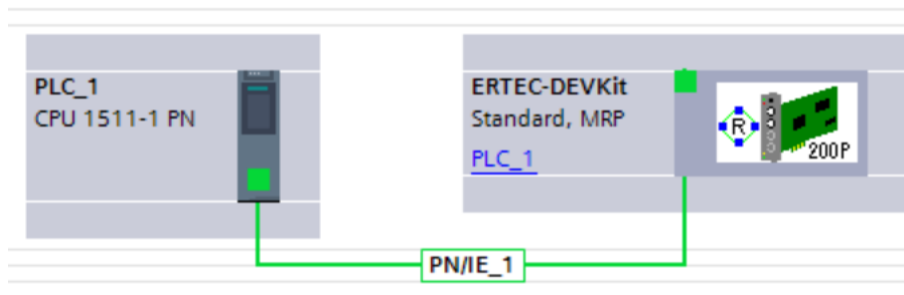 PLC_1
CPU 1511-1 PN
ERTEC-DEVKit
Standard, MRP
PLC_1
R
200P
PN/IE_1